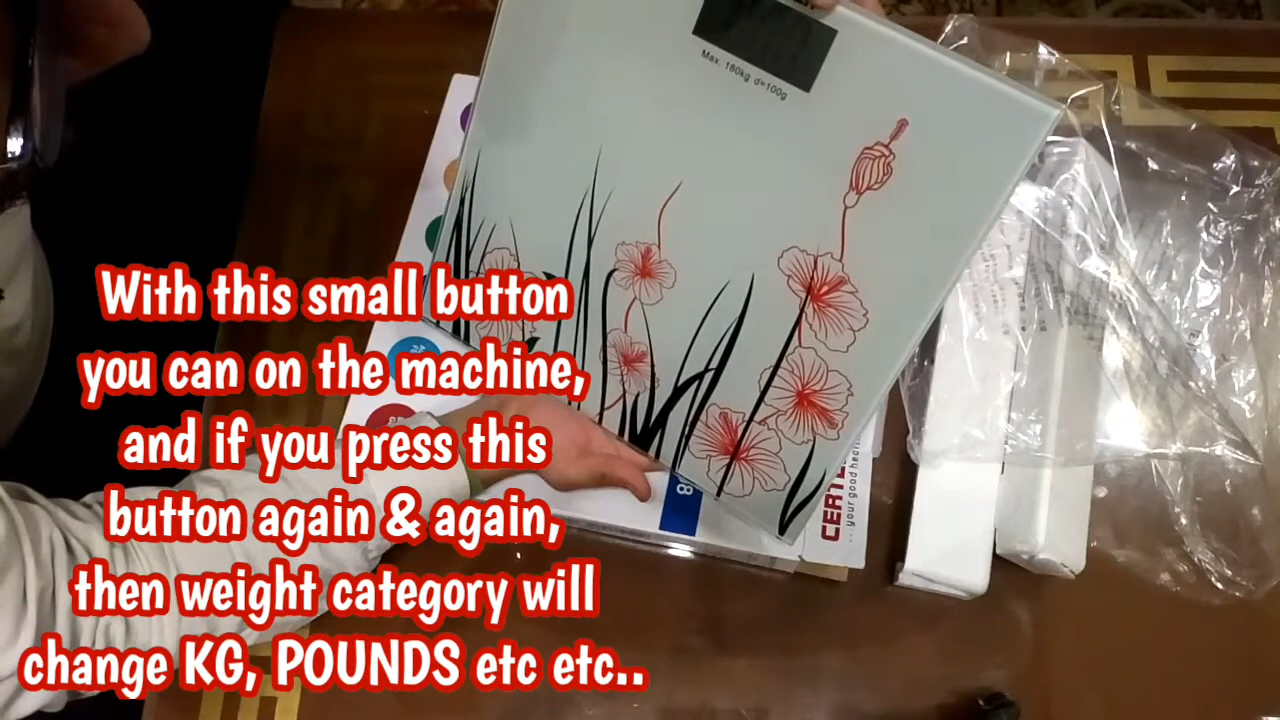 Max. 180kg d=100g
With this small button
you can on the machine,
and if you press this
button again & again,
then weight category will
change KG, POUNDS etc etc..
8
your good health